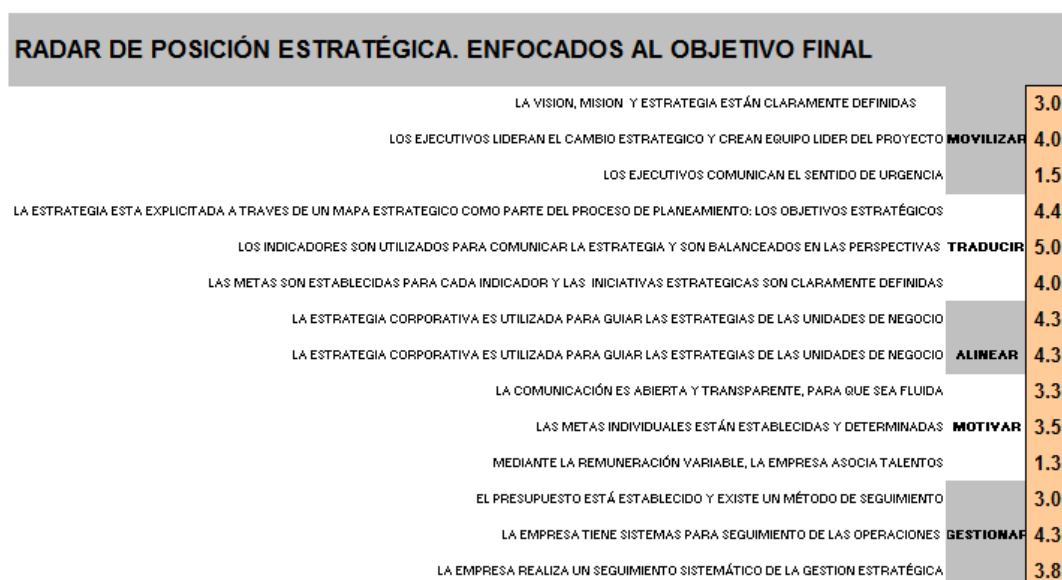 RADAR DE POSICIÓN ESTRATÉGICA. ENFOCADOS AL OBJETIVO FINAL
LA VISION, MISION Y ESTRATEGIA ESTÁN CLARAMENTE DEFINIDAS 3.0
LOS EJECUTIVOS LIDERAN EL CAMBIO ESTRATEGICO Y CREAN EQUIPO LIDER DEL PROYECTO MOVILIZAR 4.0
LOS EJECUTIVOS COMUNICAN EL SENTIDO DE URGENCIA 1.5
LA ESTRATEGIA ESTA EXPLICITADA A TRAVES DE UN MAPA ESTRATEGICO COMO PARTE DEL PROCESO DE PLANEAMIENTO: LOS OBJETIVOS ESTRATÉGICOS 4.4
LOS INDICADORES SON UTILIZADOS PARA COMUNICAR LA ESTRATEGIA Y SON BALANCEADOS EN LAS PERSPECTIVAS TRADUCIR 5.0
LAS METAS SON ESTABLECIDAS PARA CADA INDICADOR Y LAS INICIATIVAS ESTRATEGICAS SON CLARAMENTE DEFINIDAS 4.0
LA ESTRATEGIA CORPORATIVA ES UTILIZADA PARA GUIAR LAS ESTRATEGIAS DE LAS UNIDADES DE NEGOCIO 4.3
LA ESTRATEGIA CORPORATIVA ES UTILIZADA PARA GUIAR LAS ESTRATEGIAS DE LAS UNIDADES DE NEGOCIO ALINEAR 4.3
LA COMUNICACIÓN ES ABIERTA Y TRANSPARENTE, PARA QUE SEA FLUIDA 3.3
LAS METAS INDIVIDUALES ESTÁN ESTABLECIDAS Y DETERMINADAS MOTIVAR 3.5
MEDIANTE LA REMUNERACIÓN VARIABLE, LA EMPRESA ASOCIA TALENTOS 1.3
EL PRESUPUESTO ESTÁ ESTABLECIDO Y EXISTE UN MÉTODO DE SEGUIMIENTO 3.0
LA EMPRESA TIENE SISTEMAS PARA SEGUIMIENTO DE LAS OPERACIONES GESTIONAR 4.3
LA EMPRESA REALIZA UN SEGUIMIENTO SISTEMÁTICO DE LA GESTION ESTRATÉGICA 3.8